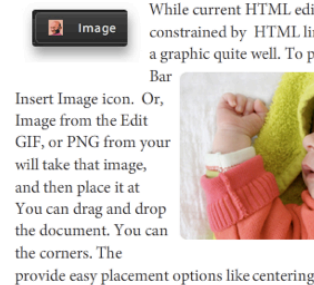 While current HTML edi
Image
constrained by HTML li
a graphic quite well. To p
Bar
Insert Image icon. Or,
Image from the Edit
GIF, or PNG from your
will take that image,
and then place it at
You can drag and drop
the document. You can
the corners. The
provide easy placement options like centering